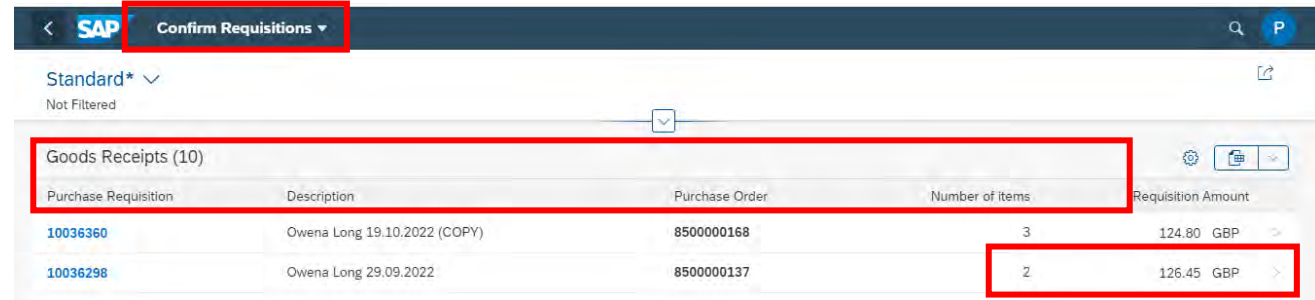 SAP Confirm Requisitions P
Standard*
Not Filtered
Goods Receipts (10)
Purchase Requisition Description Purchase Order Number of items Requisition Amount
10036360 Owena Long 19.10.2022 (COPY) 8500000168 3 124.80 GBP
10036298 Owena Long 29.09.2022 8500000137 2 126.45 GBP